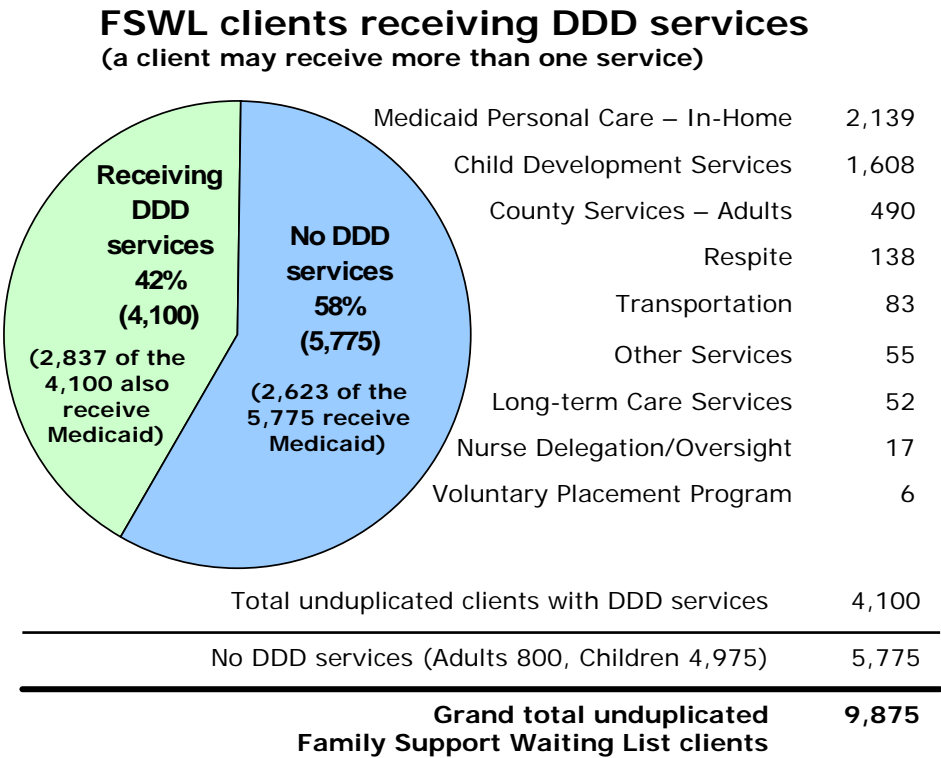 FSWL clients receiving DDD services
(a client may receive more than one service)
Receiving
DDD
services
42%
(4,100)
(2,837 of the
4,100 also
receive
Medicaid)
No DDD
services
58%
(5,775)
(2,623 of the
5,775 receive
Medicaid)
Medicaid Personal Care – In-Home 2,139
Child Development Services 1,608
County Services – Adults 490
Respite 138
Transportation 83
Other Services 55
Long-term Care Services 52
Nurse Delegation/Oversight 17
Voluntary Placement Program 6
Total unduplicated clients with DDD services 4,100
No DDD services (Adults 800, Children 4,975) 5,775
Grand total unduplicated 9,875
Family Support Waiting List clients